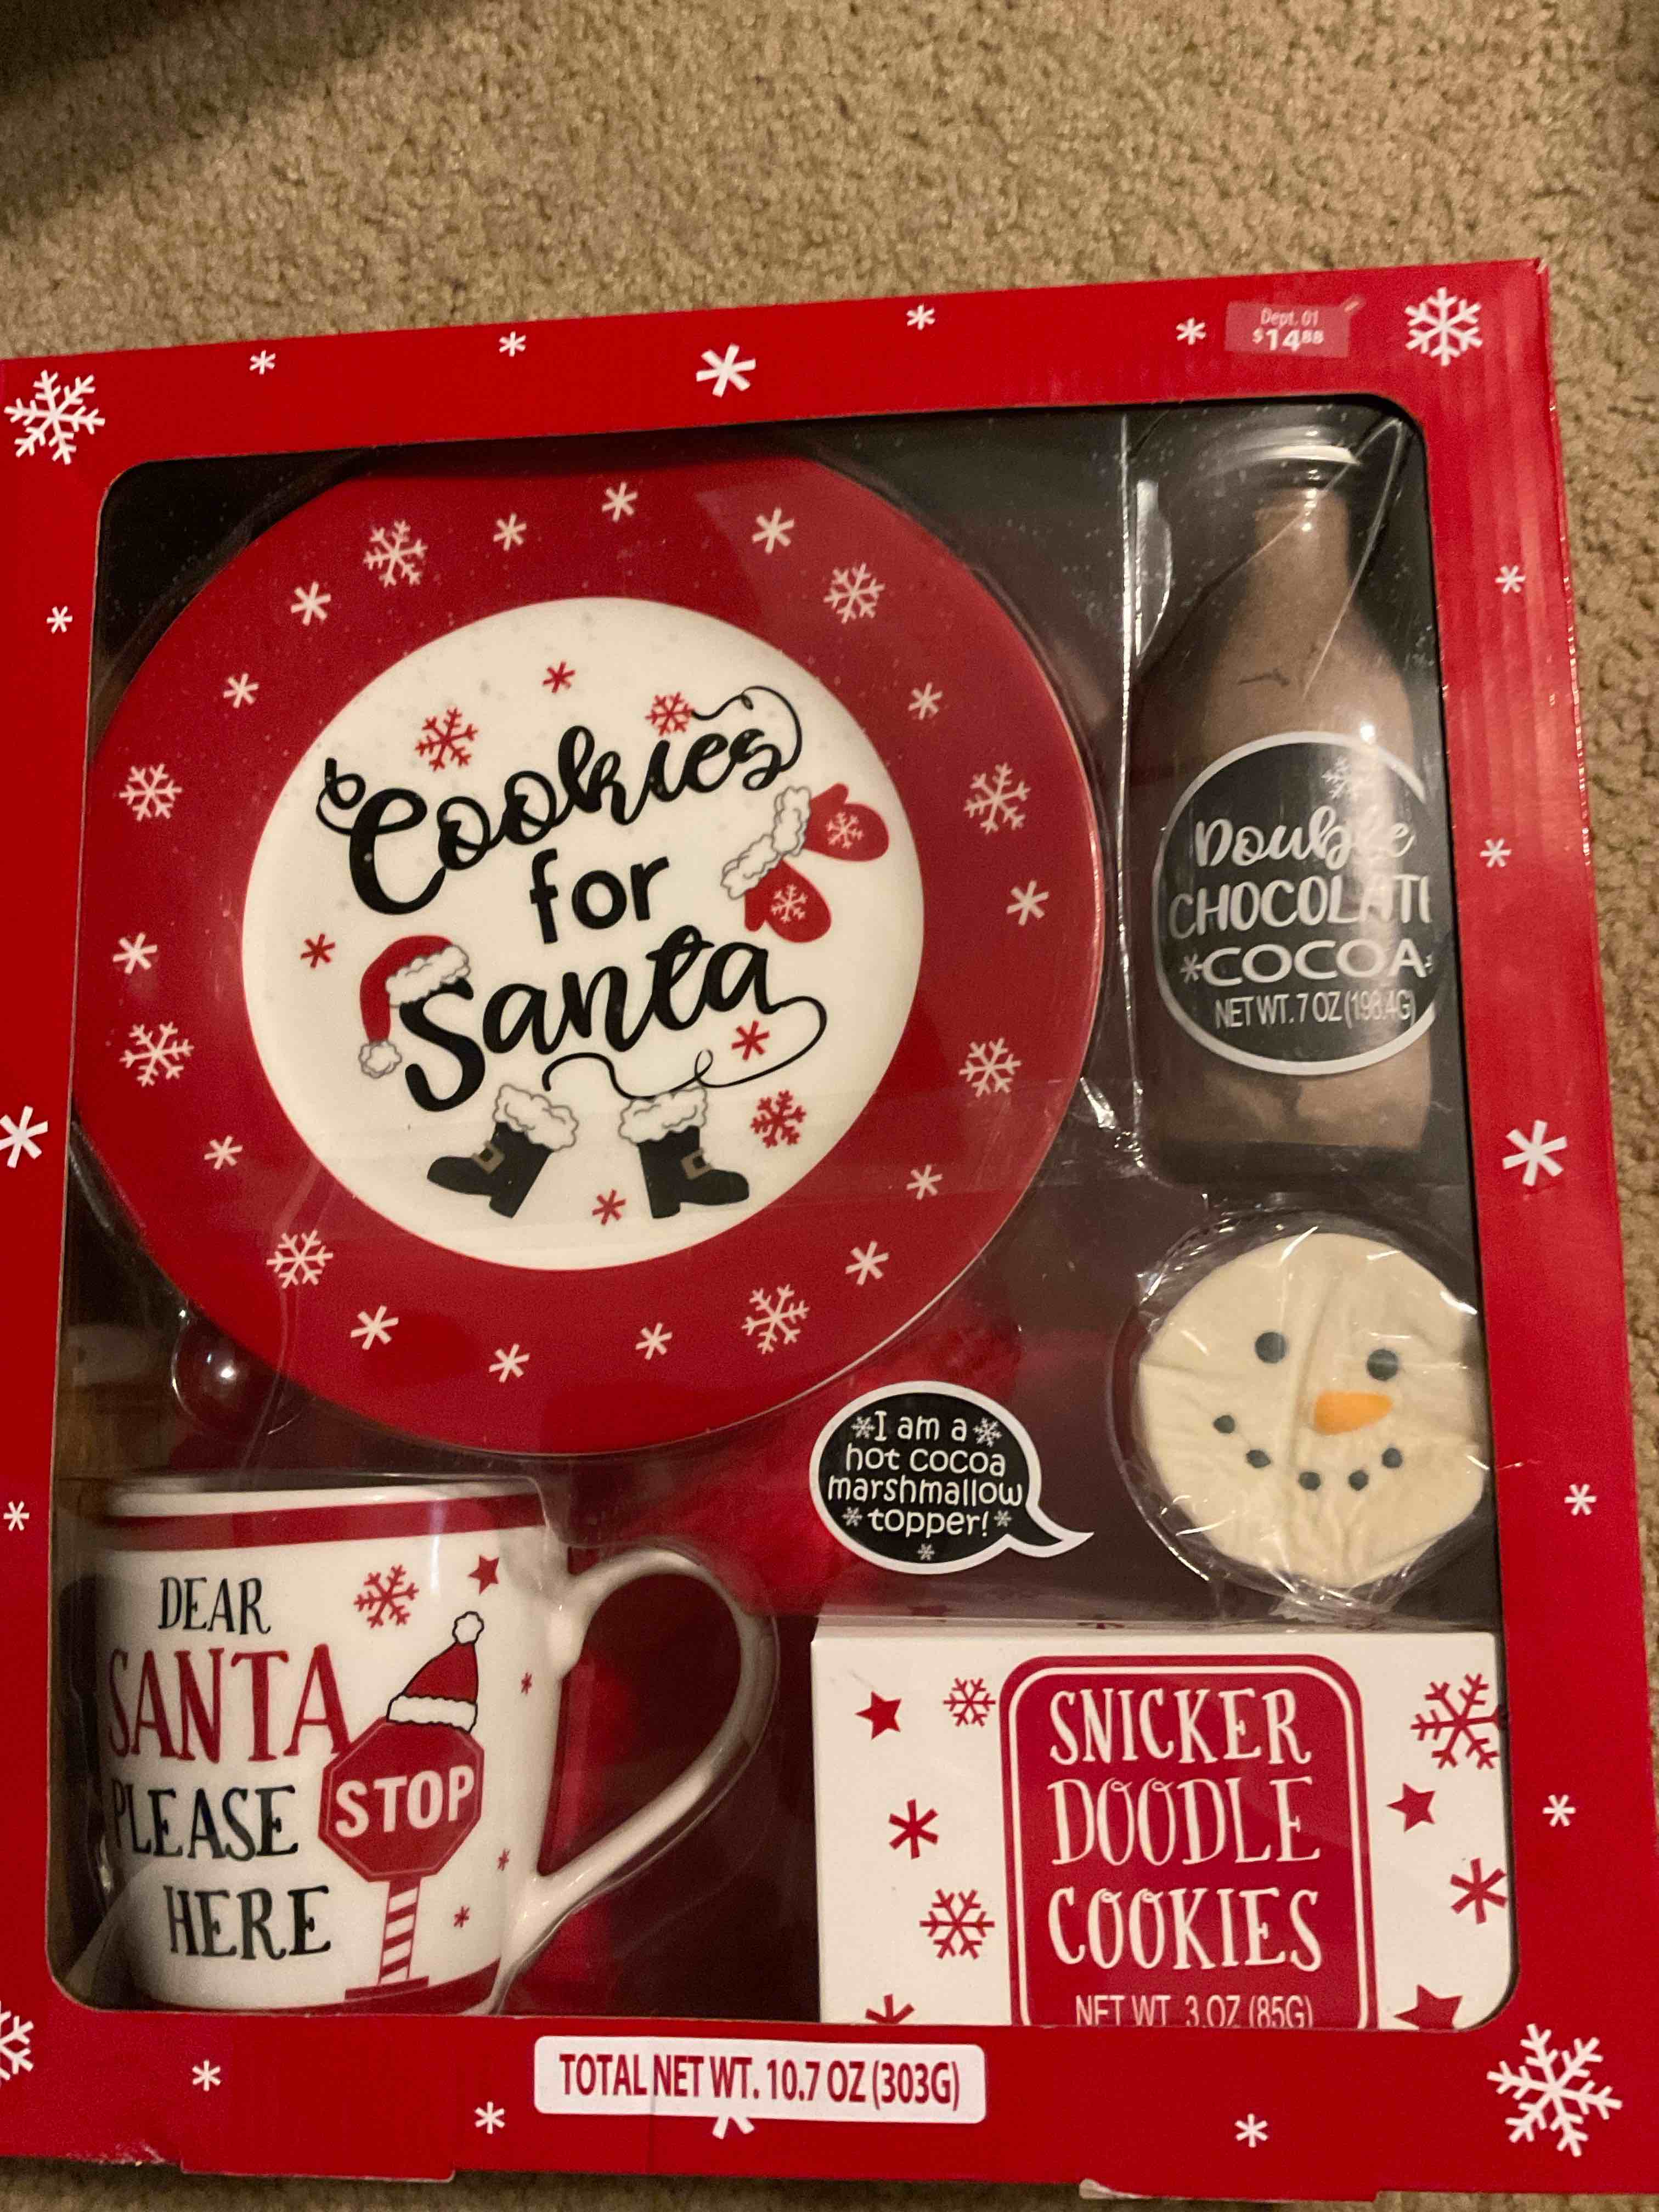 Dept. 01
$14.88
Cookies
for
Santa
Double
CHOCOLATE
COCOA
NET WT. 7 OZ (198.4G)
I am a
hot cocoa
marshmallow
topper!
DEAR
SANTA
PLEASE
STOP
HERE
SNICKER
DOODLE
COOKIES
NET WT. 3 OZ (85G)
TOTAL NET WT. 10.7 OZ (303G)